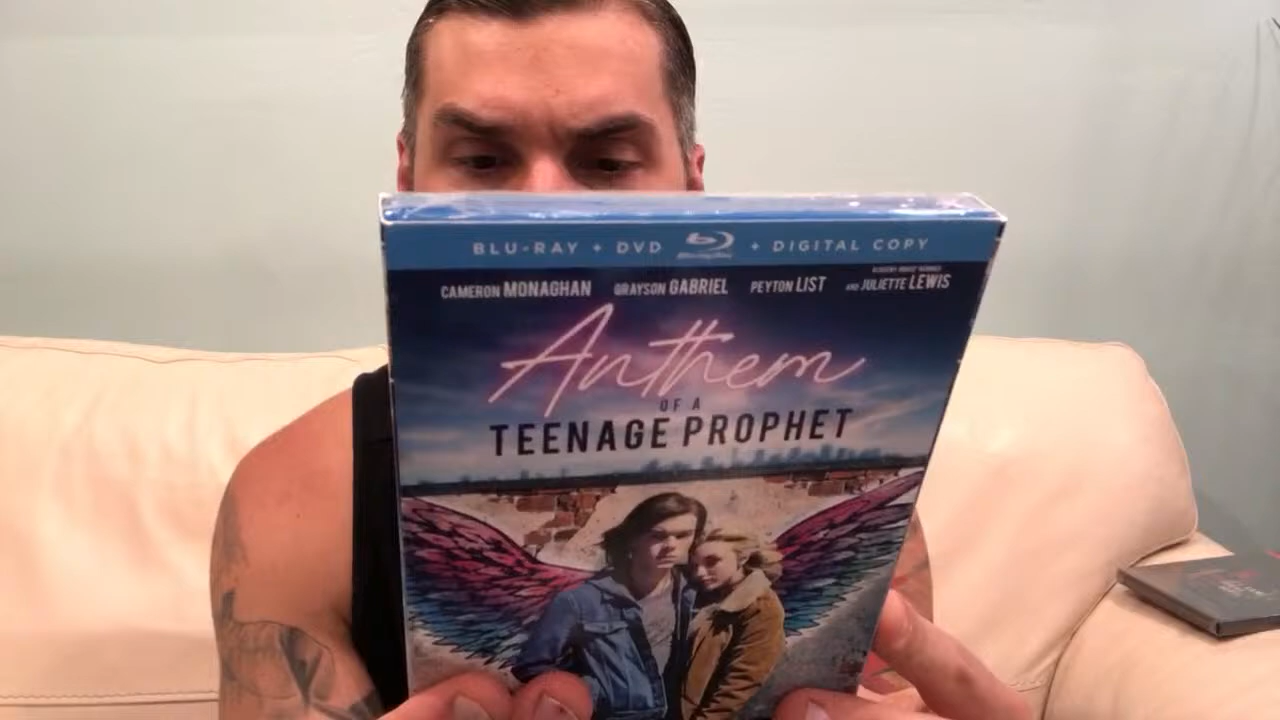 BLU-RAY + DVD + DIGITAL COPY
CAMERON MONAGHAN GRAYSON GABRIEL PEYTON LIST AND JULIETTE LEWIS
Anthem
OF A
TEENAGE PROPHET